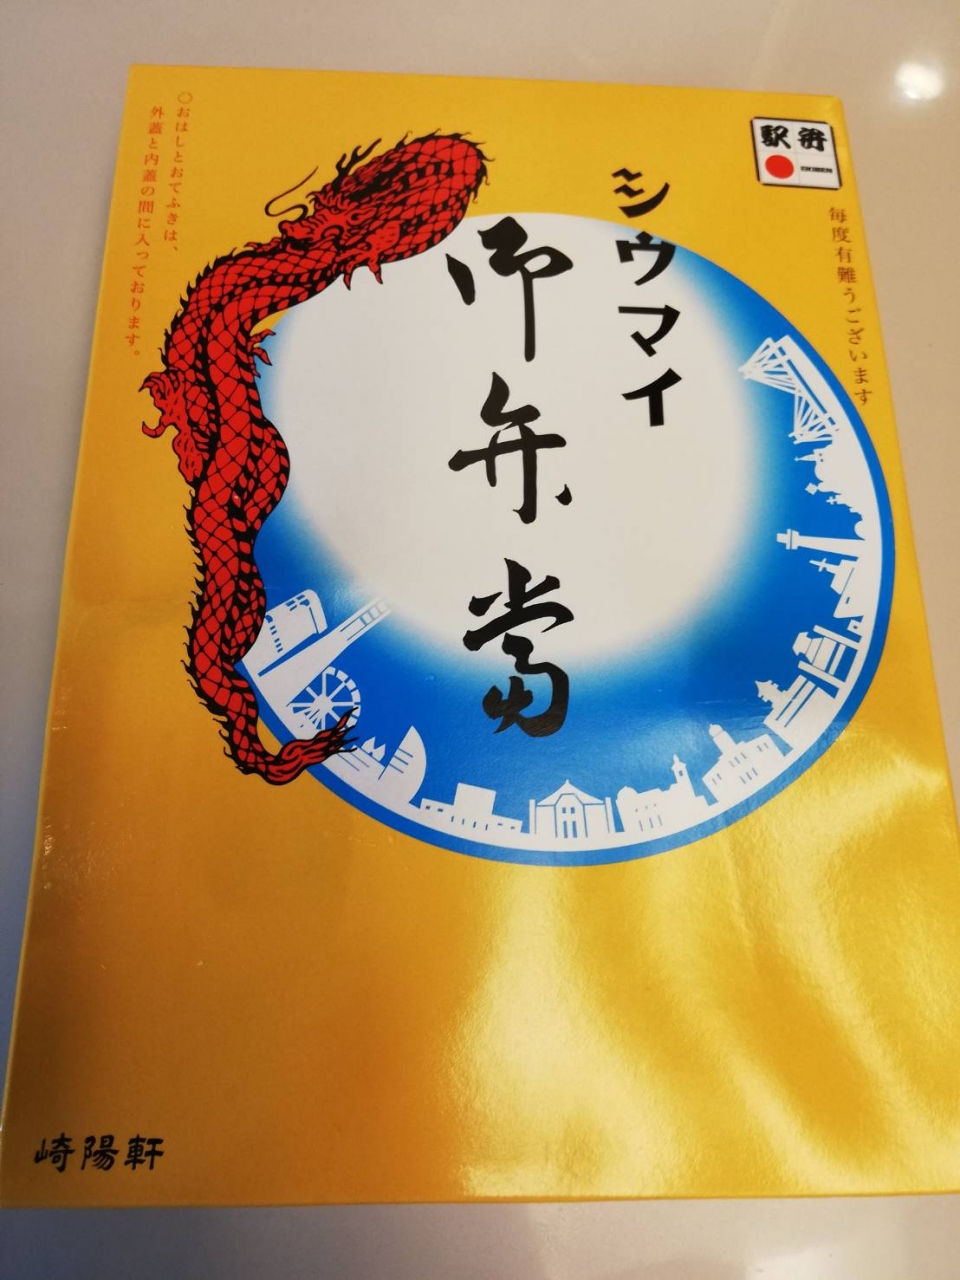 駅弁
EKIBEN
毎度有難うございます
シウマイ
御弁当
○おはしとおてふきは、
外蓋と内蓋の間に入っております。
崎陽軒